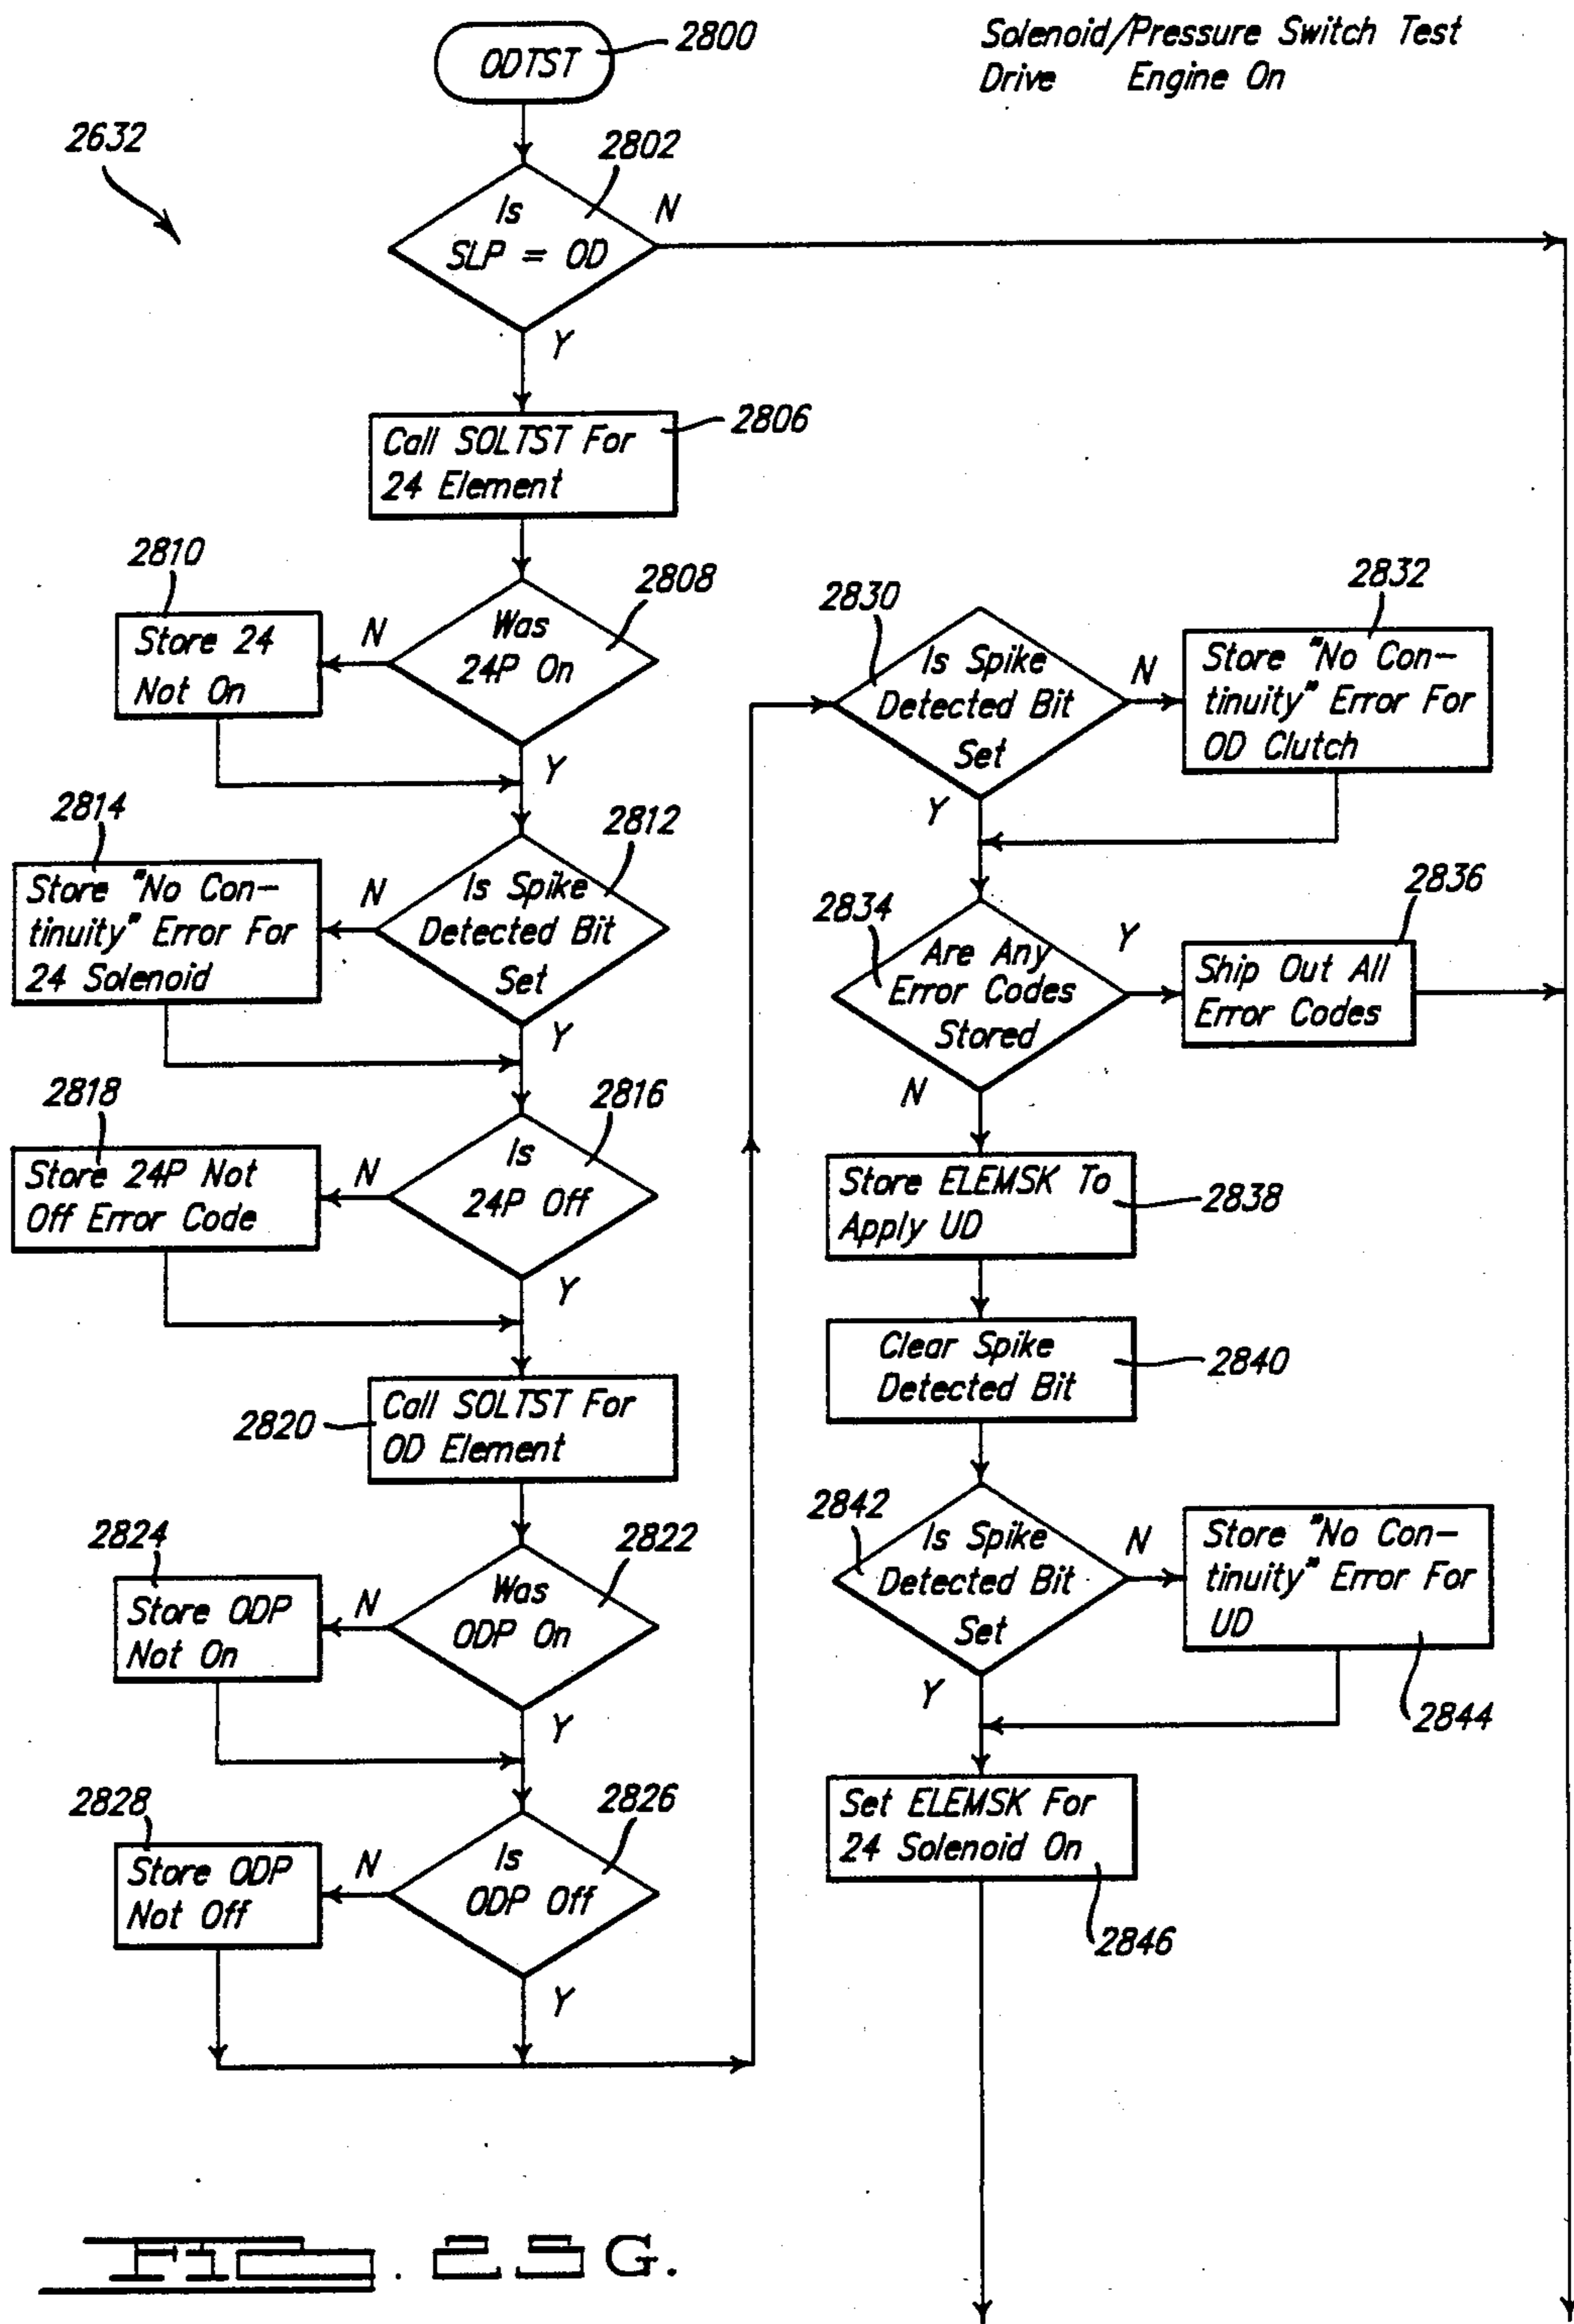 ODTST
2800
Solenoid/Pressure Switch Test
Drive Engine On
2632
2802
Is
SLP = OD
N
Y
Call SOLTST For
24 Element
2806
2808
Was
24P On
N
Y
2810
Store 24
Not On
2812
Is Spike
Detected Bit
Set
N
Y
2814
Store "No Con-
tinuity" Error For
24 Solenoid
2816
Is
24P Off
N
Y
2818
Store 24P Not
Off Error Code
2820
Call SOLTST For
OD Element
2822
Was
ODP On
N
Y
2824
Store ODP
Not On
2826
Is
ODP Off
N
Y
2828
Store ODP
Not Off
2830
Is Spike
Detected Bit
Set
N
Y
2832
Store "No Con-
tinuity" Error For
OD Clutch
2834
Are Any
Error Codes
Stored
Y
N
2836
Ship Out All
Error Codes
Store ELEMSK To
Apply UD
2838
Clear Spike
Detected Bit
2840
2842
Is Spike
Detected Bit
Set
N
Y
Store "No Con-
tinuity" Error For
UD
2844
Set ELEMSK For
24 Solenoid On
2846
G.